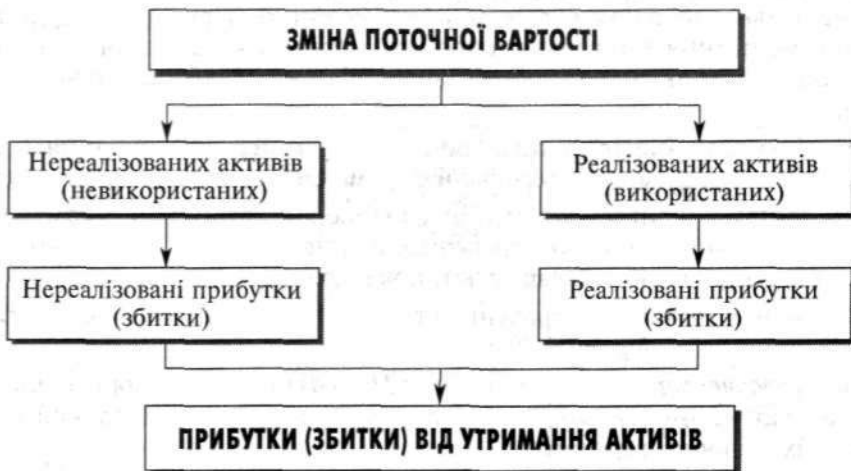 ЗМІНА ПОТОЧНОЇ ВАРТОСТІ
Нереалізованих активів
(невикористаних)
Реалізованих активів
(використаних)
Нереалізовані прибутки
(збитки)
Реалізовані прибутки
(збитки)
ПРИБУТКИ (ЗБИТКИ) ВІД УТРИМАННЯ АКТИВІВ